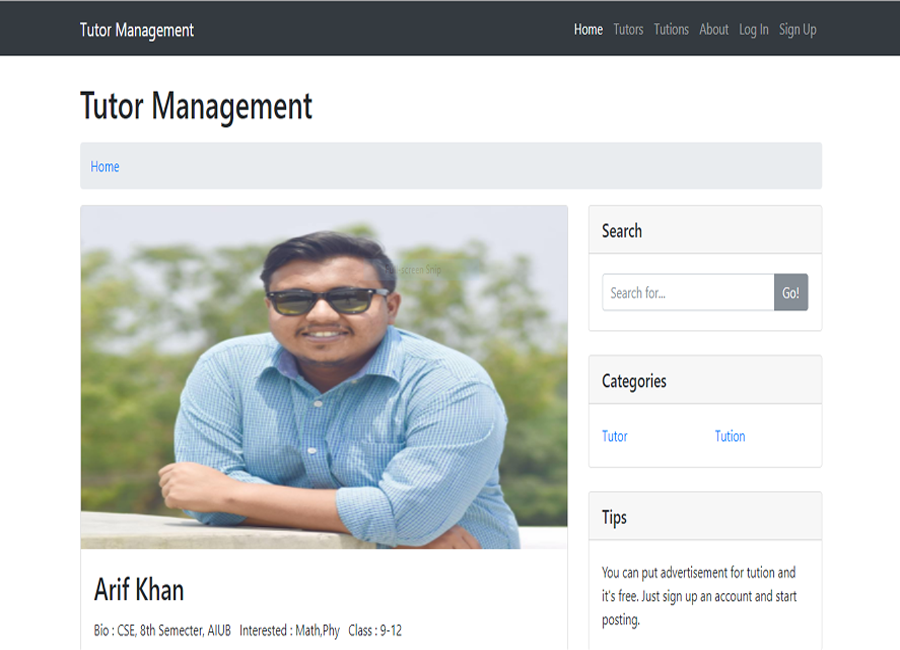 Tutor Management
Home Tutors Tutions About Log In Sign Up
Tutor Management
Home
screen Snip
Arif Khan
Bio : CSE, 8th Semecter, AIUB Interested : Math,Phy Class : 9-12
Search
Search for...
Go!
Categories
Tutor Tution
Tips
You can put advertisement for tution and
it's free. Just sign up an account and start
posting.